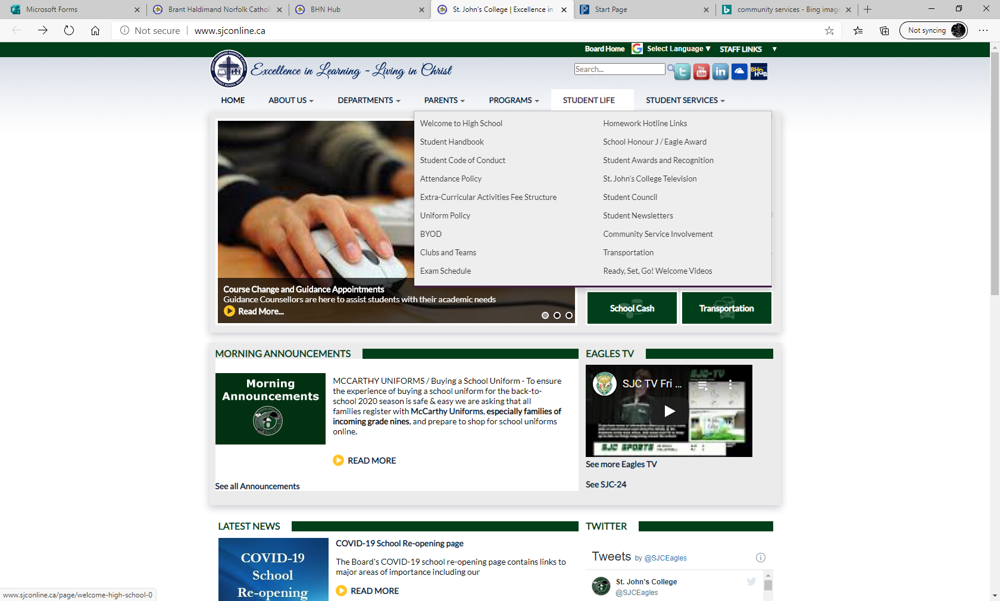 Microsoft Forms
Brant Haldimand Norfolk Catholi
BHN Hub
St. John's College | Excellence in
Start Page
community services - Bing image
Not secure
www.sjconline.ca
Not syncing
Board Home
Select Language ▼
STAFF LINKS ▼
Excellence in Learning ~ Living in Christ
Search...
HOME
ABOUT US
DEPARTMENTS
PARENTS
PROGRAMS
STUDENT LIFE
STUDENT SERVICES
Welcome to High School
Student Handbook
Student Code of Conduct
Attendance Policy
Extra-Curricular Activities Fee Structure
Uniform Policy
BYOD
Clubs and Teams
Exam Schedule
Homework Hotline Links
School Honour J / Eagle Award
Student Awards and Recognition
St. John's College Television
Student Council
Student Newsletters
Community Service Involvement
Transportation
Ready, Set, Go! Welcome Videos
Course Change and Guidance Appointments
Guidance Counsellors are here to assist students with their academic needs
Read More...
School Cash
Transportation
MORNING ANNOUNCEMENTS
Morning
Announcements
MCCARTHY UNIFORMS / Buying a School Uniform - To ensure
the experience of buying a school uniform for the back-to-
school 2020 season is safe & easy we are asking that all
families register with McCarthy Uniforms, especially families of
incoming grade nines, and prepare to shop for school uniforms
online.
READ MORE
See all Announcements
EAGLES TV
SJC TV Fri ...
SJC-TV
SJC SPORTS
See more Eagles TV
See SJC-24
LATEST NEWS
COVID-19
School
Re-opening
COVID-19 School Re-opening page
The Board's COVID-19 school re-opening page contains links to
major areas of importance including our
READ MORE
TWITTER
Tweets by @SJCEagles
St. John's College
@SJCEagles
www.sjconline.ca/page/welcome-high-school-0